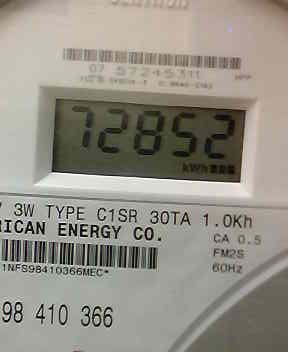 07 57245311
72852
kWh
V 3W TYPE C1SR 30TA 1.0Kh
RICAN ENERGY CO.
CA 0.5
FM2S
1NFS98410366MEC*
60Hz
98 410 366